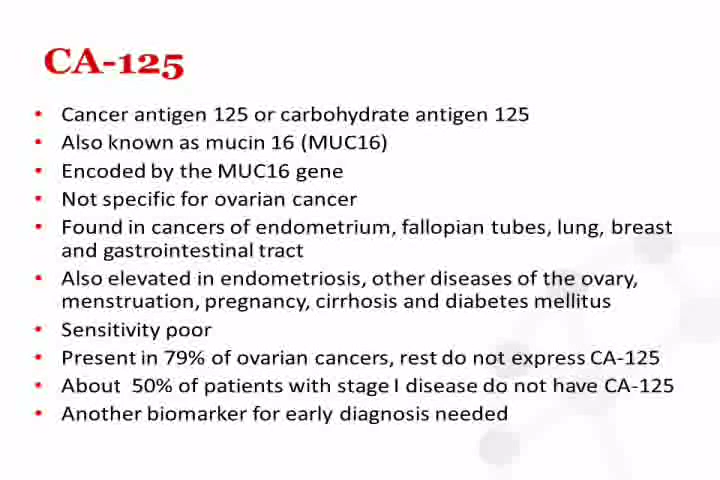 CA-125
• Cancer antigen 125 or carbohydrate antigen 125
• Also known as mucin 16 (MUC16)
• Encoded by the MUC16 gene
• Not specific for ovarian cancer
• Found in cancers of endometrium, fallopian tubes, lung, breast
and gastrointestinal tract
• Also elevated in endometriosis, other diseases of the ovary,
menstruation, pregnancy, cirrhosis and diabetes mellitus
• Sensitivity poor
• Present in 79% of ovarian cancers, rest do not express CA-125
• About 50% of patients with stage I disease do not have CA-125
• Another biomarker for early diagnosis needed